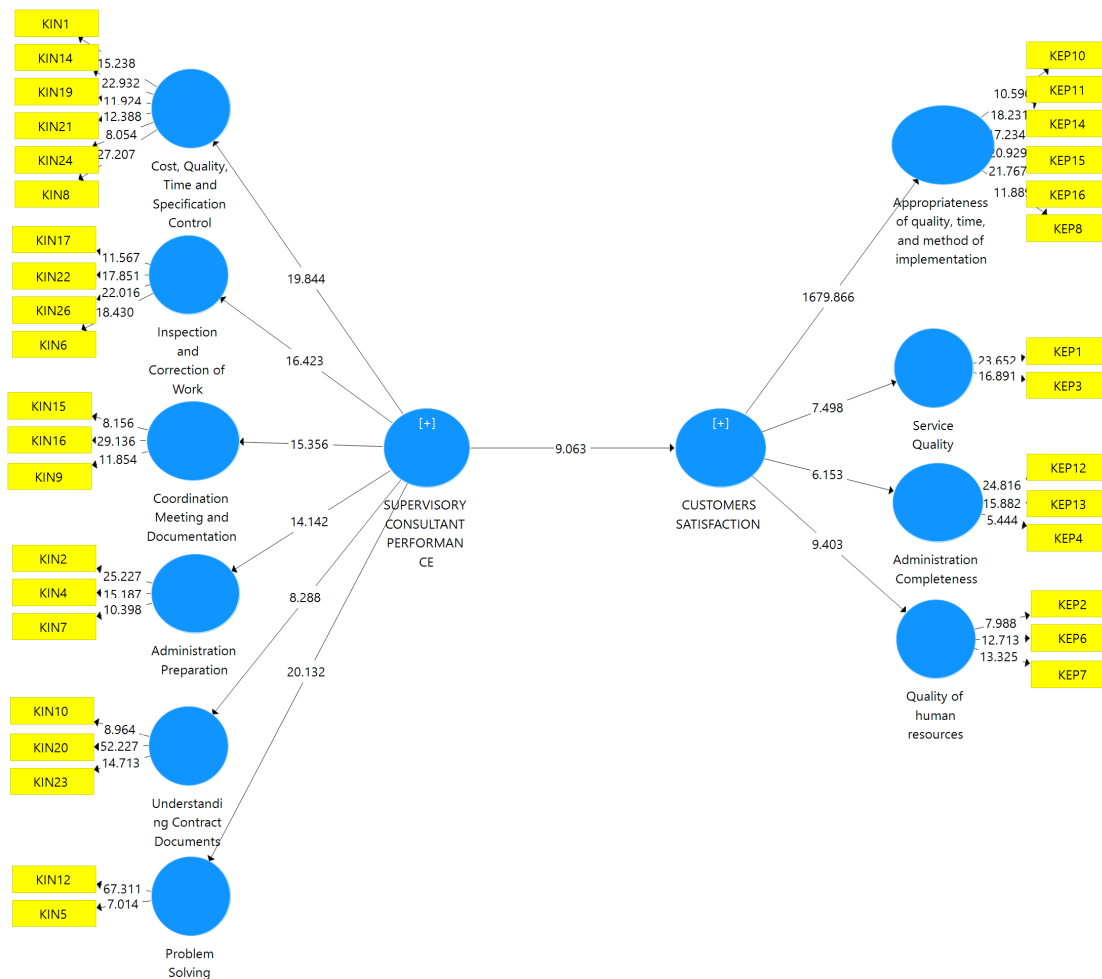 KIN1
KIN14
KIN19
KIN21
KIN24
KIN8
15.238
22.932
11.924
12.388
8.054
27.207
Cost, Quality,
Time and
Specification
Control
KIN17
KIN22
KIN26
KIN6
11.567
17.851
22.016
18.430
Inspection
and
Correction of
Work
KIN15
KIN16
KIN9
8.156
29.136
11.854
Coordination
Meeting and
Documentation
KIN2
KIN4
KIN7
25.227
15.187
10.398
Administration
Preparation
KIN10
KIN20
KIN23
8.964
52.227
14.713
Understandi
ng Contract
Documents
KIN12
KIN5
67.311
7.014
Problem
Solving
19.844
16.423
15.356
14.142
8.288
20.132
[+]
SUPERVISORY
CONSULTANT
PERFORMAN
CE
9.063
[+]
CUSTOMERS
SATISFACTION
1679.866
7.498
6.153
9.403
Appropriateness
of quality, time,
and method of
implementation
18.231
21.767
KEP10
KEP11
KEP14
KEP15
KEP16
KEP8
Service
Quality
23.652
16.891
KEP1
KEP3
Administration
Completeness
24.816
15.882
5.444
KEP12
KEP13
KEP4
Quality of
human
resources
7.988
12.713
13.325
KEP2
KEP6
KEP7